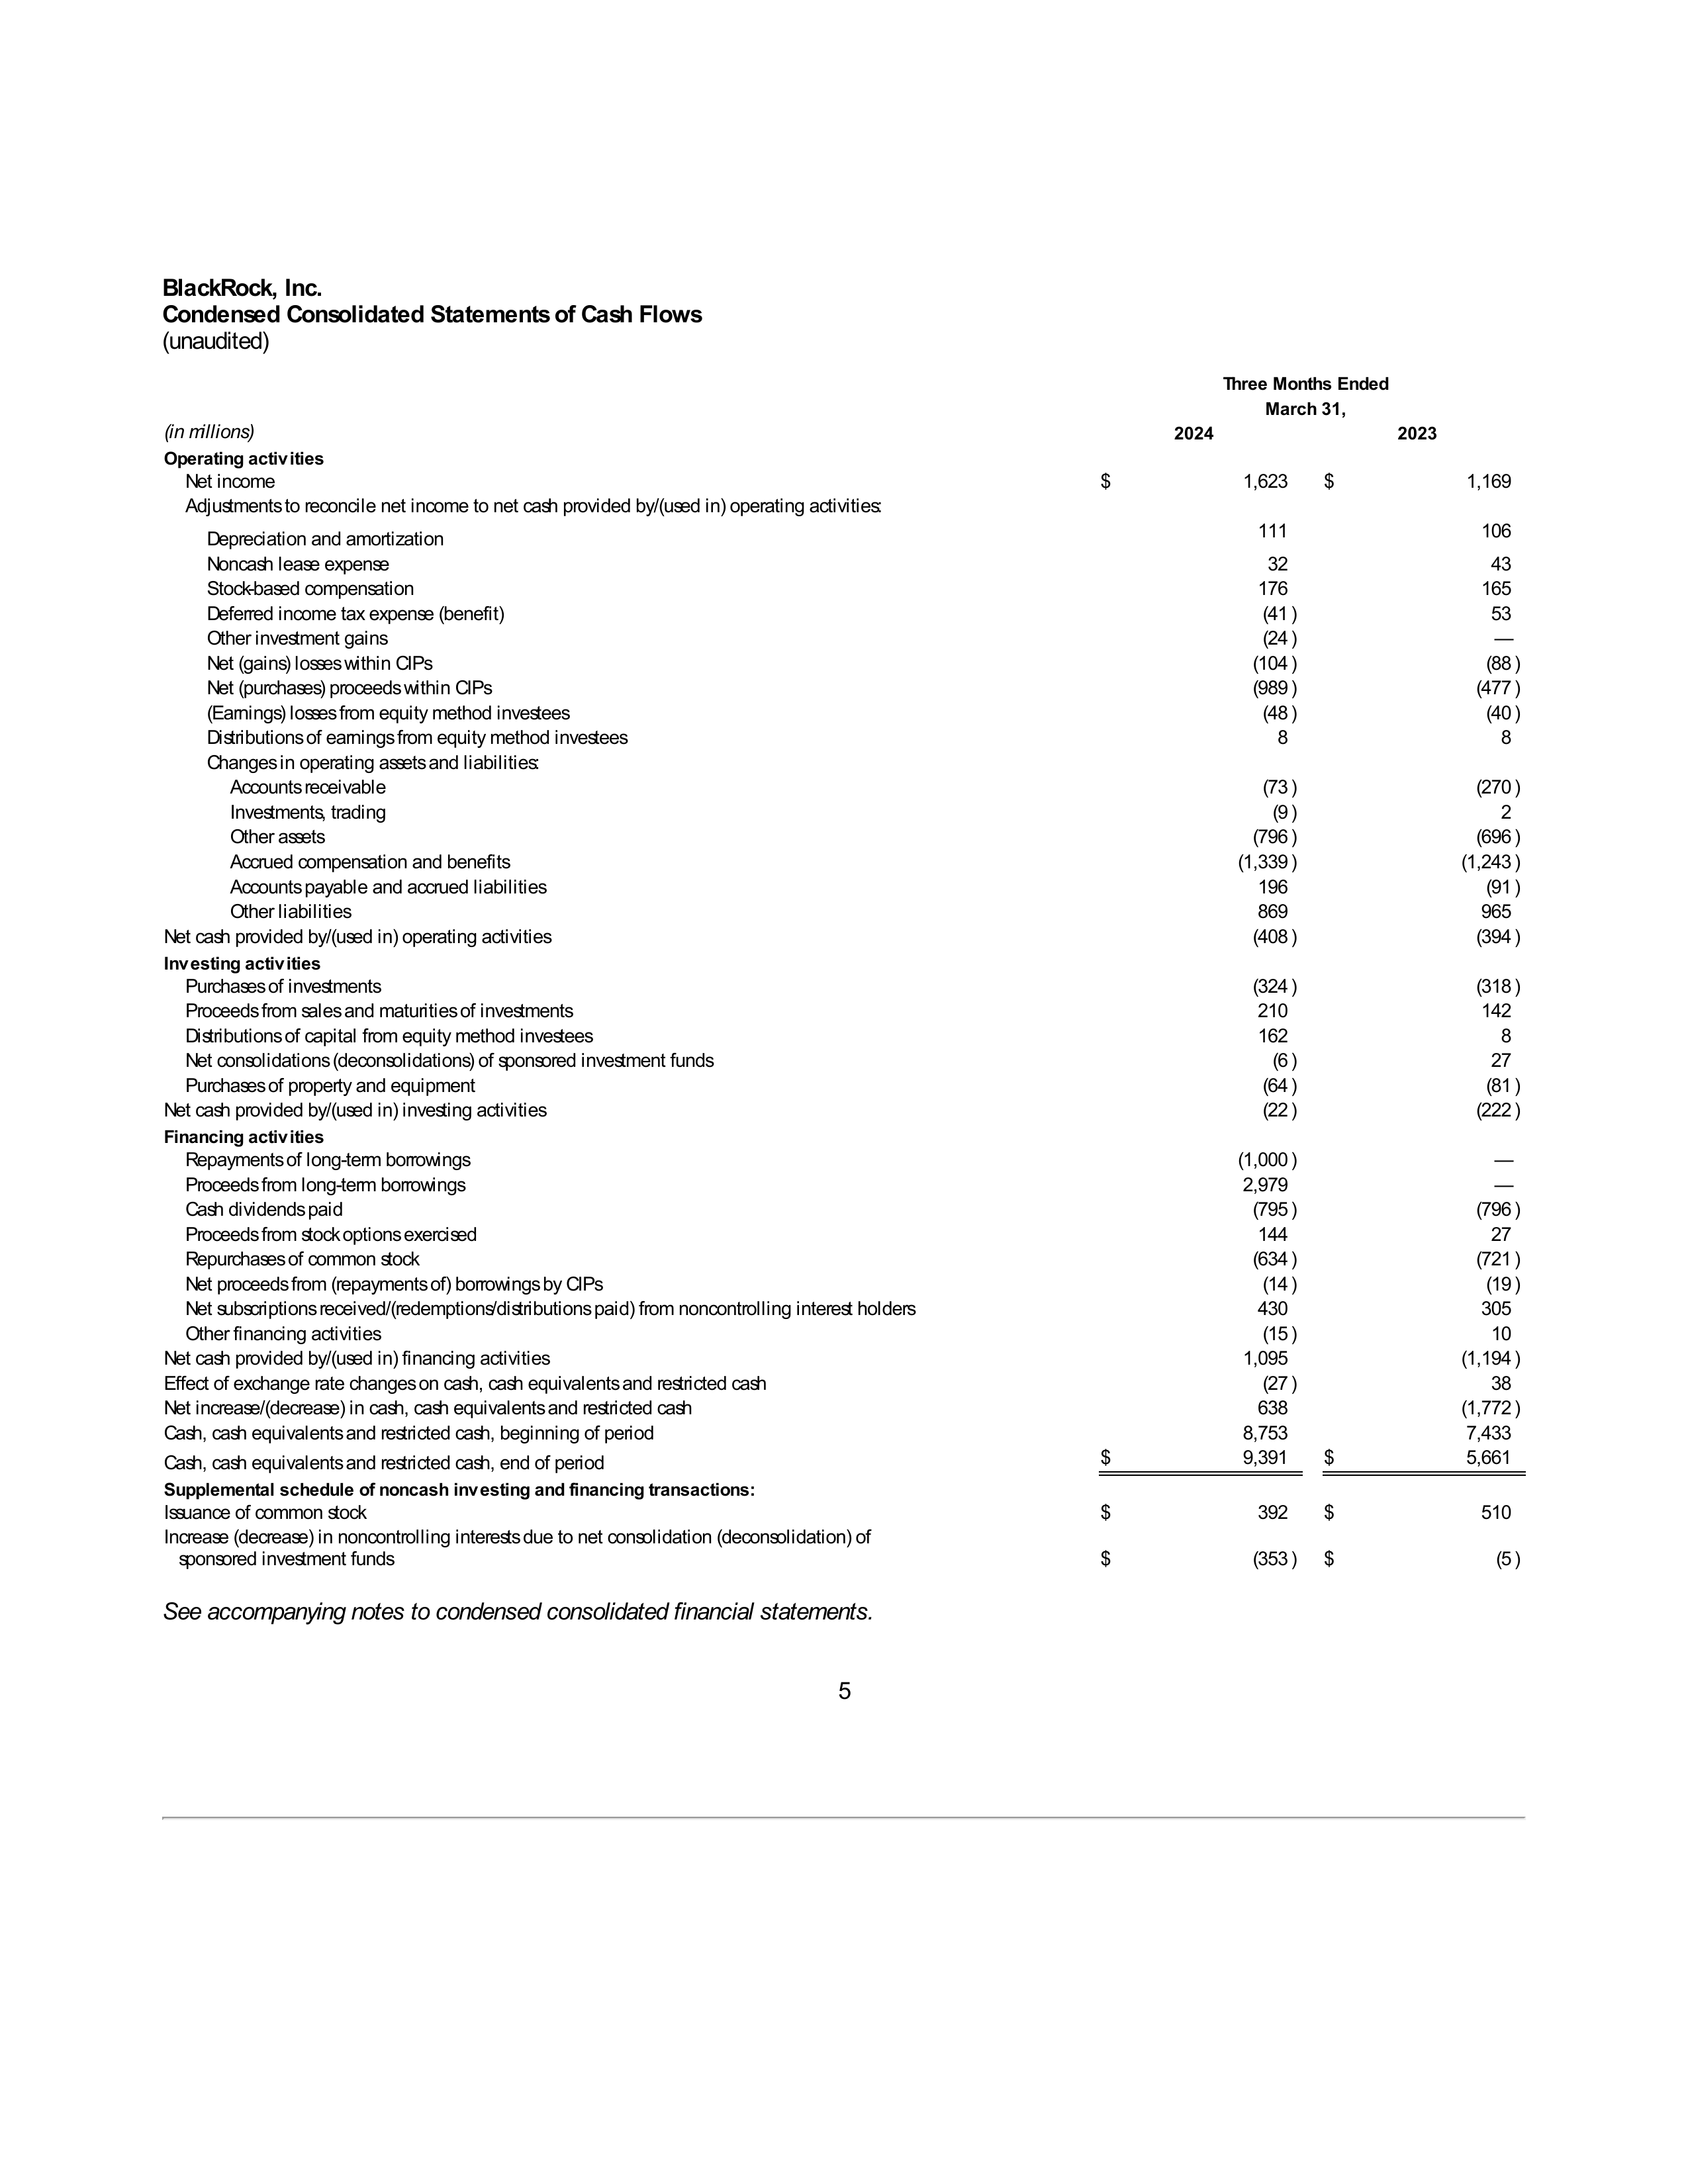 BlackRock, Inc.
Condensed Consolidated Statements of Cash Flows
(unaudited)
Three Months Ended
March 31,
(in millions) 2024 2023
Operating activities
Net income $ 1,623 $ 1,169
Adjustments to reconcile net income to net cash provided by/(used in) operating activities:
Depreciation and amortization 111 106
Noncash lease expense 32 43
Stock-based compensation 176 165
Deferred income tax expense (benefit) (41) 53
Other investment gains (24) —
Net (gains) losses within CIPs (104) (88)
Net (purchases) proceeds within CIPs (989) (477)
(Earnings) losses from equity method investees (48) (40)
Distributions of earnings from equity method investees 8 8
Changes in operating assets and liabilities:
Accounts receivable (73) (270)
Investments, trading (9) 2
Other assets (796) (696)
Accrued compensation and benefits (1,339) (1,243)
Accounts payable and accrued liabilities 196 (91)
Other liabilities 869 965
Net cash provided by/(used in) operating activities (408) (394)
Investing activities
Purchases of investments (324) (318)
Proceeds from sales and maturities of investments 210 142
Distributions of capital from equity method investees 162 8
Net consolidations (deconsolidations) of sponsored investment funds (6) 27
Purchases of property and equipment (64) (81)
Net cash provided by/(used in) investing activities (22) (222)
Financing activities
Repayments of long-term borrowings (1,000) —
Proceeds from long-term borrowings 2,979 —
Cash dividends paid (795) (796)
Proceeds from stock options exercised 144 27
Repurchases of common stock (634) (721)
Net proceeds from (repayments of) borrowings by CIPs (14) (19)
Net subscriptions received/(redemptions/distributions paid) from noncontrolling interest holders 430 305
Other financing activities (15) 10
Net cash provided by/(used in) financing activities 1,095 (1,194)
Effect of exchange rate changes on cash, cash equivalents and restricted cash (27) 38
Net increase/(decrease) in cash, cash equivalents and restricted cash 638 (1,772)
Cash, cash equivalents and restricted cash, beginning of period 8,753 7,433
Cash, cash equivalents and restricted cash, end of period $ 9,391 $ 5,661
Supplemental schedule of noncash investing and financing transactions:
Issuance of common stock $ 392 $ 510
Increase (decrease) in noncontrolling interests due to net consolidation (deconsolidation) of
sponsored investment funds $ (353) $ (5)
See accompanying notes to condensed consolidated financial statements.
5